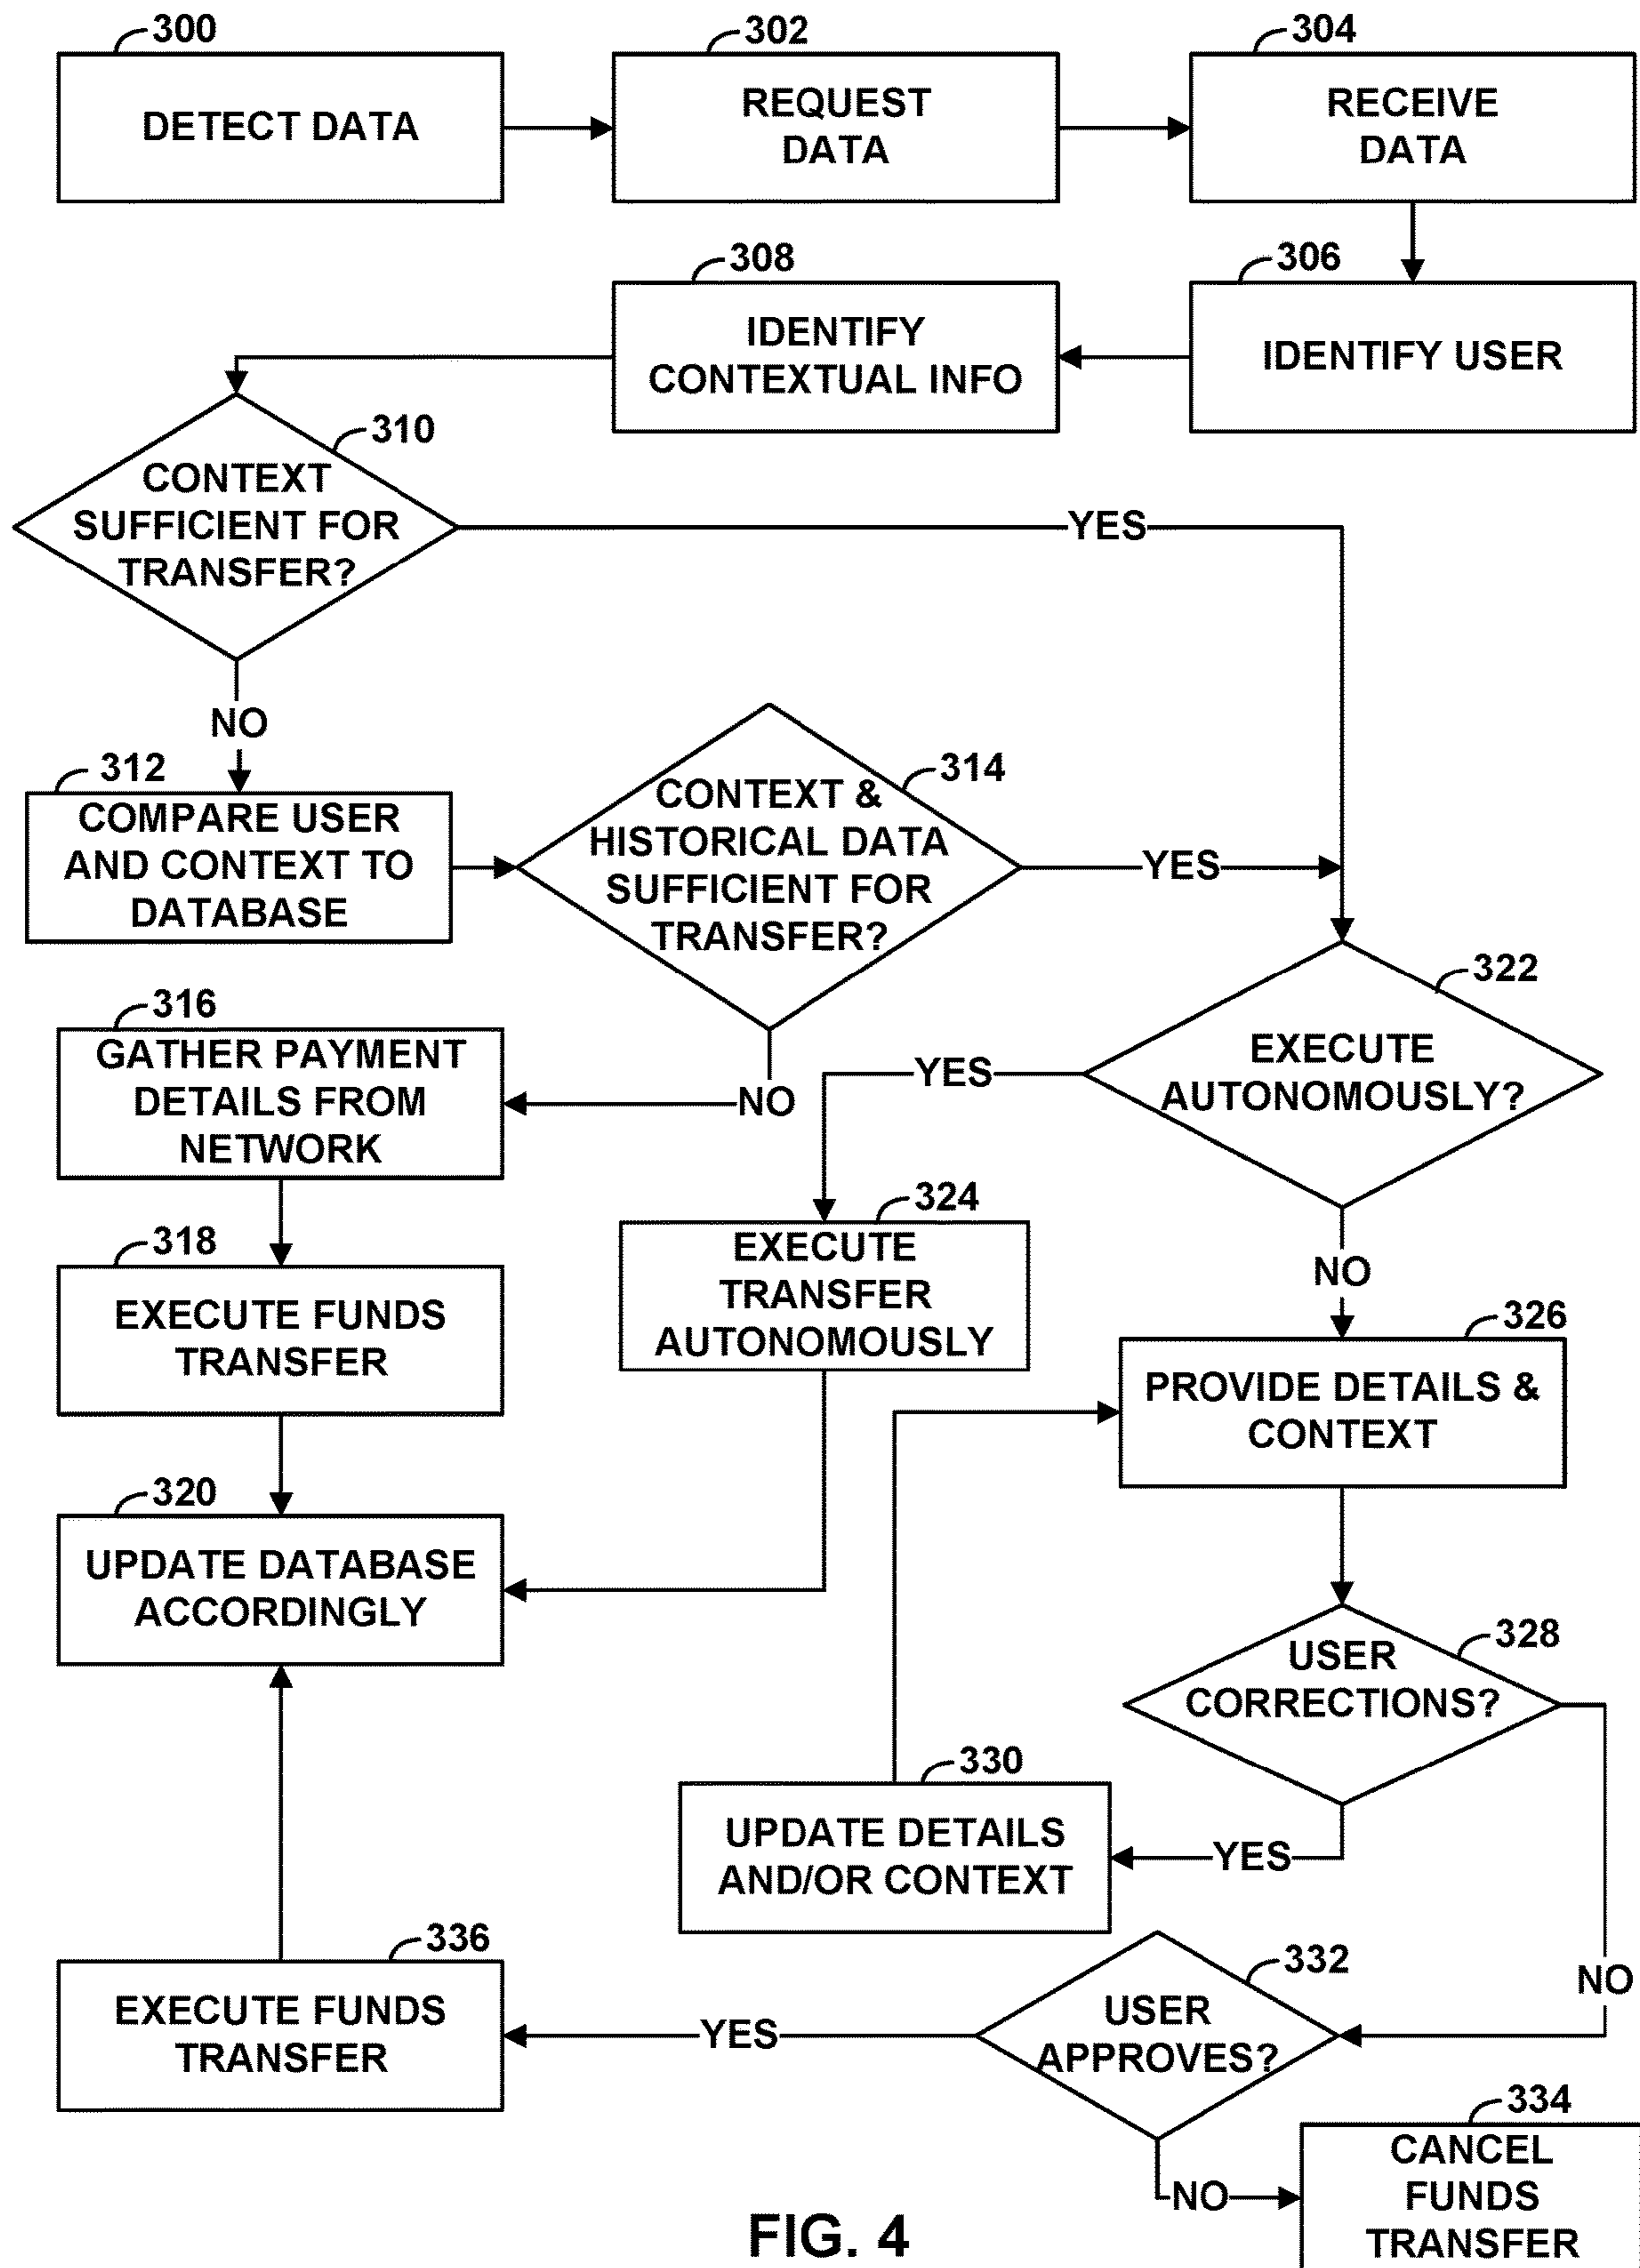 300
DETECT DATA
302
REQUEST
DATA
304
RECEIVE
DATA
306
IDENTIFY USER
308
IDENTIFY
CONTEXTUAL INFO
310
CONTEXT
SUFFICIENT FOR
TRANSFER?
YES
NO
312
COMPARE USER
AND CONTEXT TO
DATABASE
314
CONTEXT &
HISTORICAL DATA
SUFFICIENT FOR
TRANSFER?
YES
NO
316
GATHER PAYMENT
DETAILS FROM
NETWORK
318
EXECUTE FUNDS
TRANSFER
320
UPDATE DATABASE
ACCORDINGLY
322
EXECUTE
AUTONOMOUSLY?
YES
NO
324
EXECUTE
TRANSFER
AUTONOMOUSLY
326
PROVIDE DETAILS &
CONTEXT
328
USER
CORRECTIONS?
YES
NO
330
UPDATE DETAILS
AND/OR CONTEXT
332
USER
APPROVES?
YES
NO
334
CANCEL
FUNDS
TRANSFER
336
EXECUTE FUNDS
TRANSFER
FIG. 4